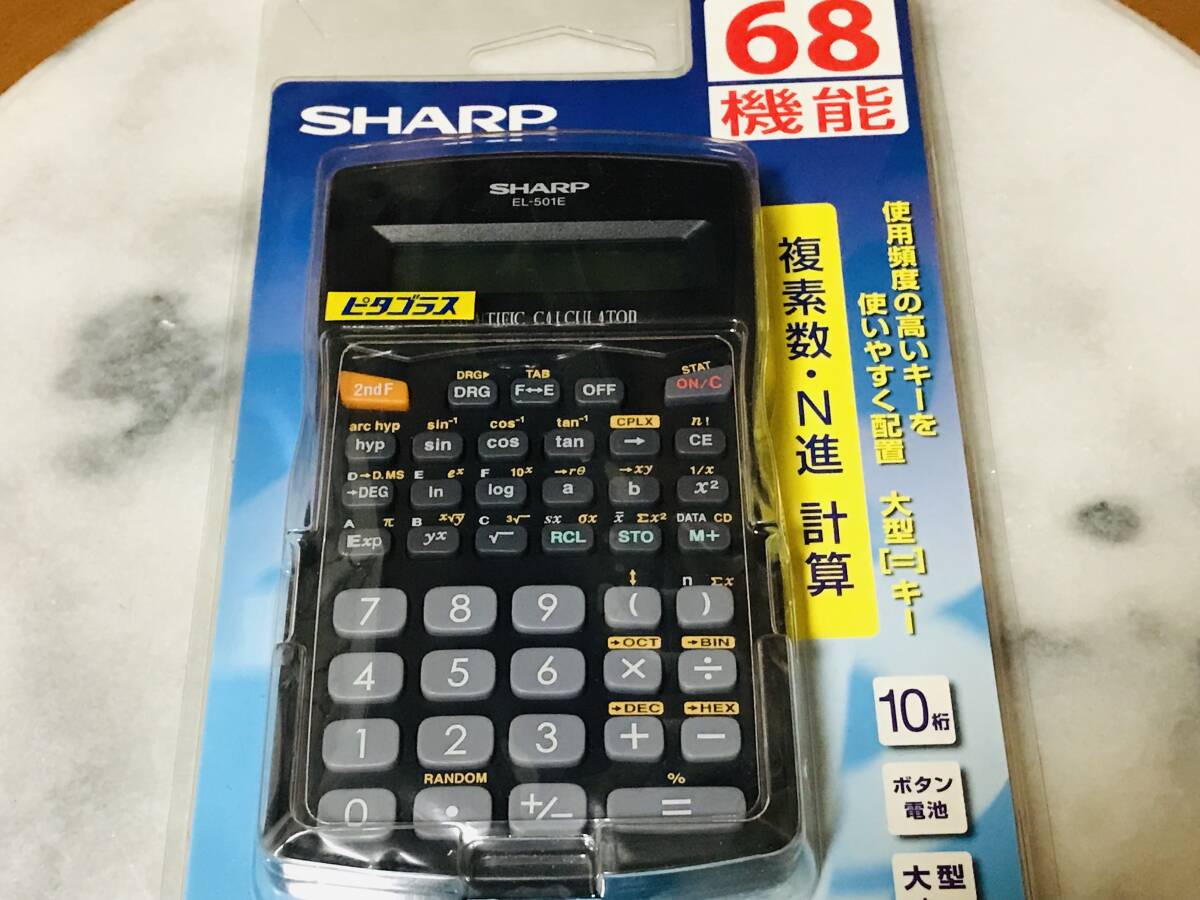 68
機能
SHARP
SHARP
EL-501E
ピタゴラス
TIFIC CALCULATOR
複素数・N進 計算
使用頻度の高いキーを
使いやすく配置 大型[=]キー
10桁
ボタン
電池
大型
DRG▶ TAB STAT
2ndF DRG F↔E OFF ON/C
arc hyp sin⁻¹ cos⁻¹ tan⁻¹ CPLX n!
hyp sin cos tan → CE
D →D.MS E eˣ F 10ˣ →rθ →xy 1/x
→DEG ln log a b x²
A π B ˣ√y C ³√ sx σx x̄ Σx² DATA CD
Exp yˣ √ RCL STO M+
↕ n Σx
7 8 9 ( )
→OCT →BIN
4 5 6 × ÷
→DEC →HEX
1 2 3 + −
RANDOM %
0 • +/− =